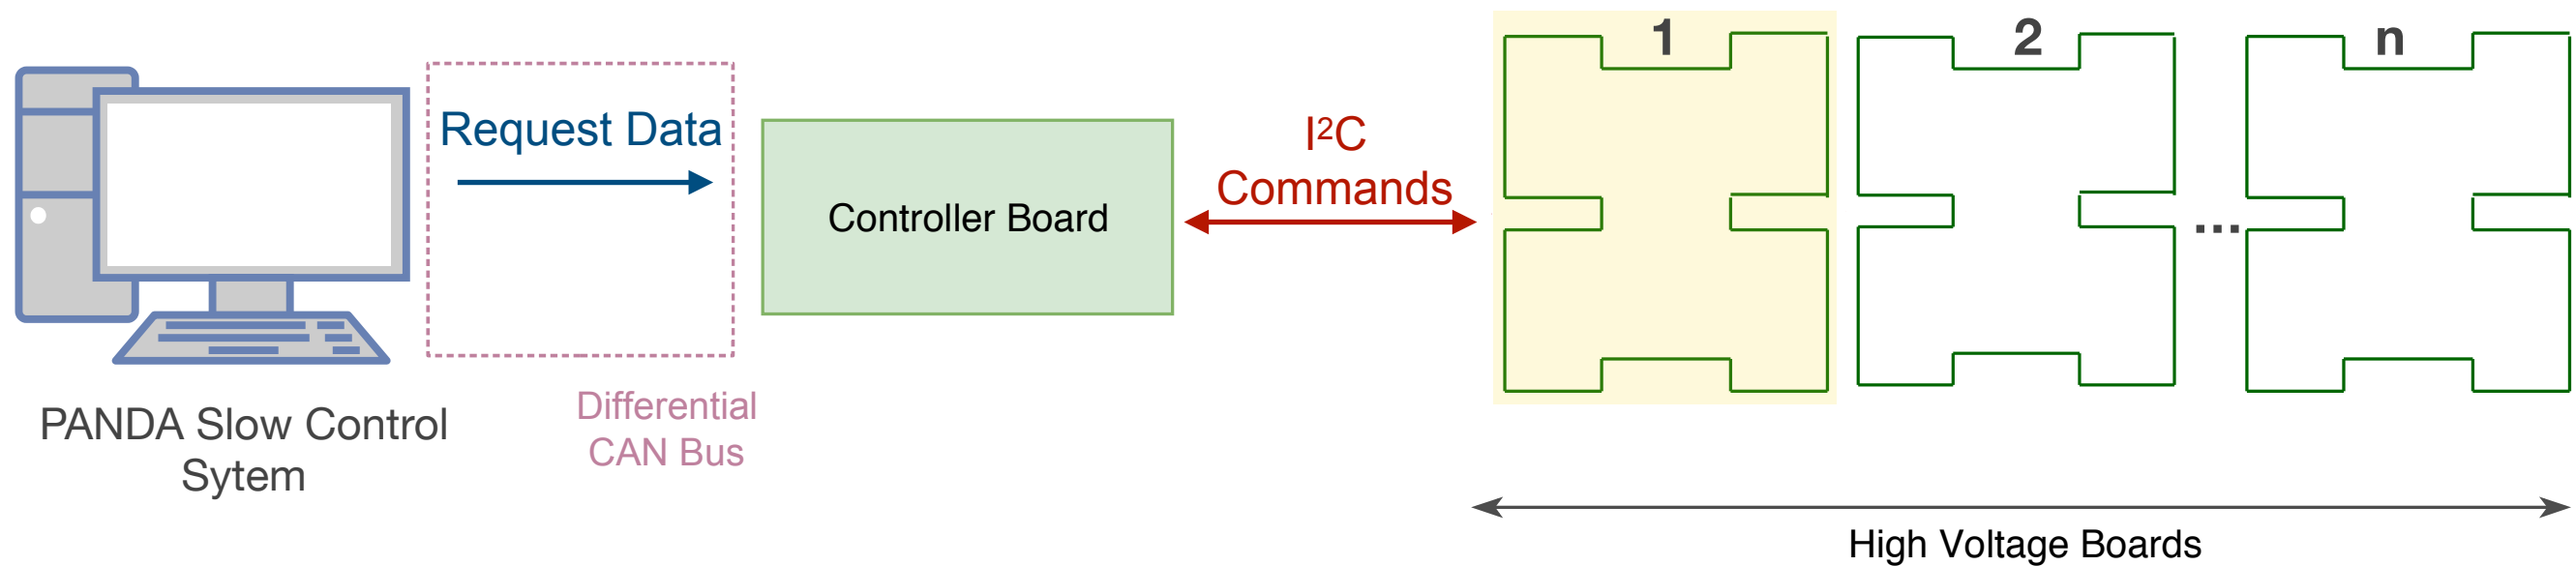 Request Data
Differential
CAN Bus
PANDA Slow Control
Sytem
Controller Board
I²C
Commands
1
2
...
n
High Voltage Boards